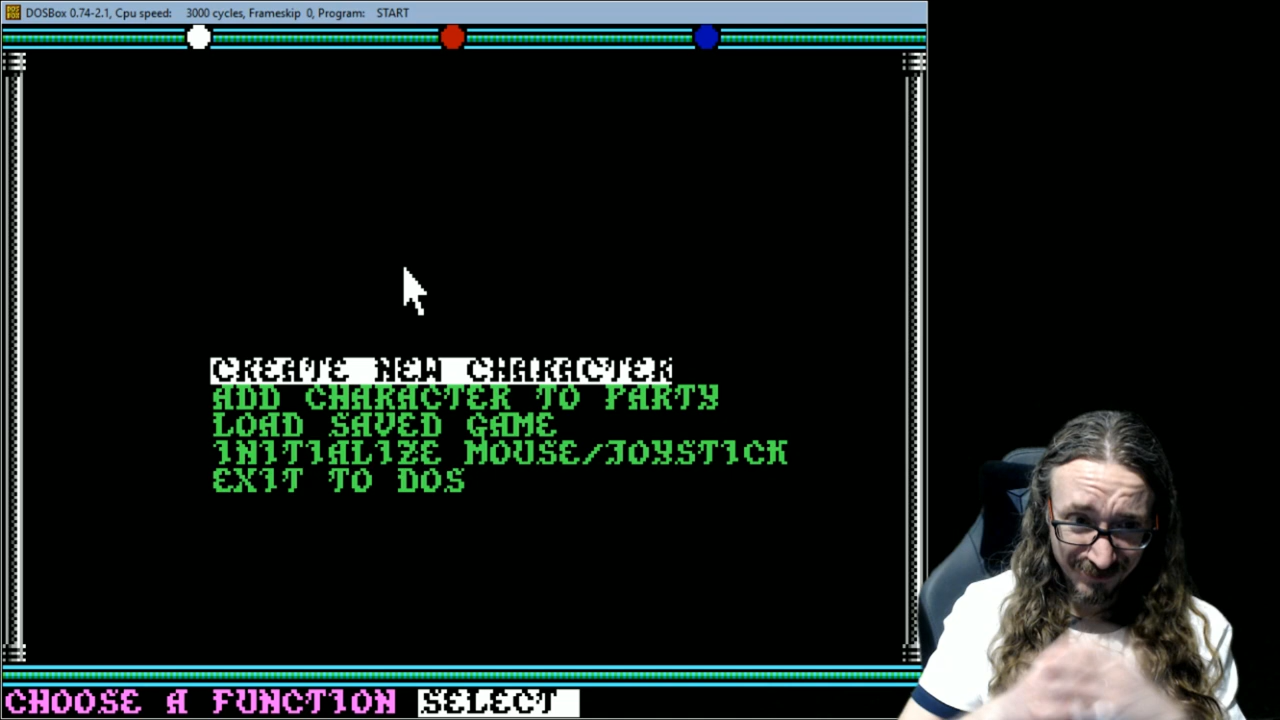 DOSBox 0.74-2.1, Cpu speed: 3000 cycles, Frameskip 0, Program: START
CREATE NEW CHARACTER
ADD CHARACTER TO PARTY
LOAD SAVED GAME
INITIALIZE MOUSE/JOYSTICK
EXIT TO DOS
CHOOSE A FUNCTION SELECT